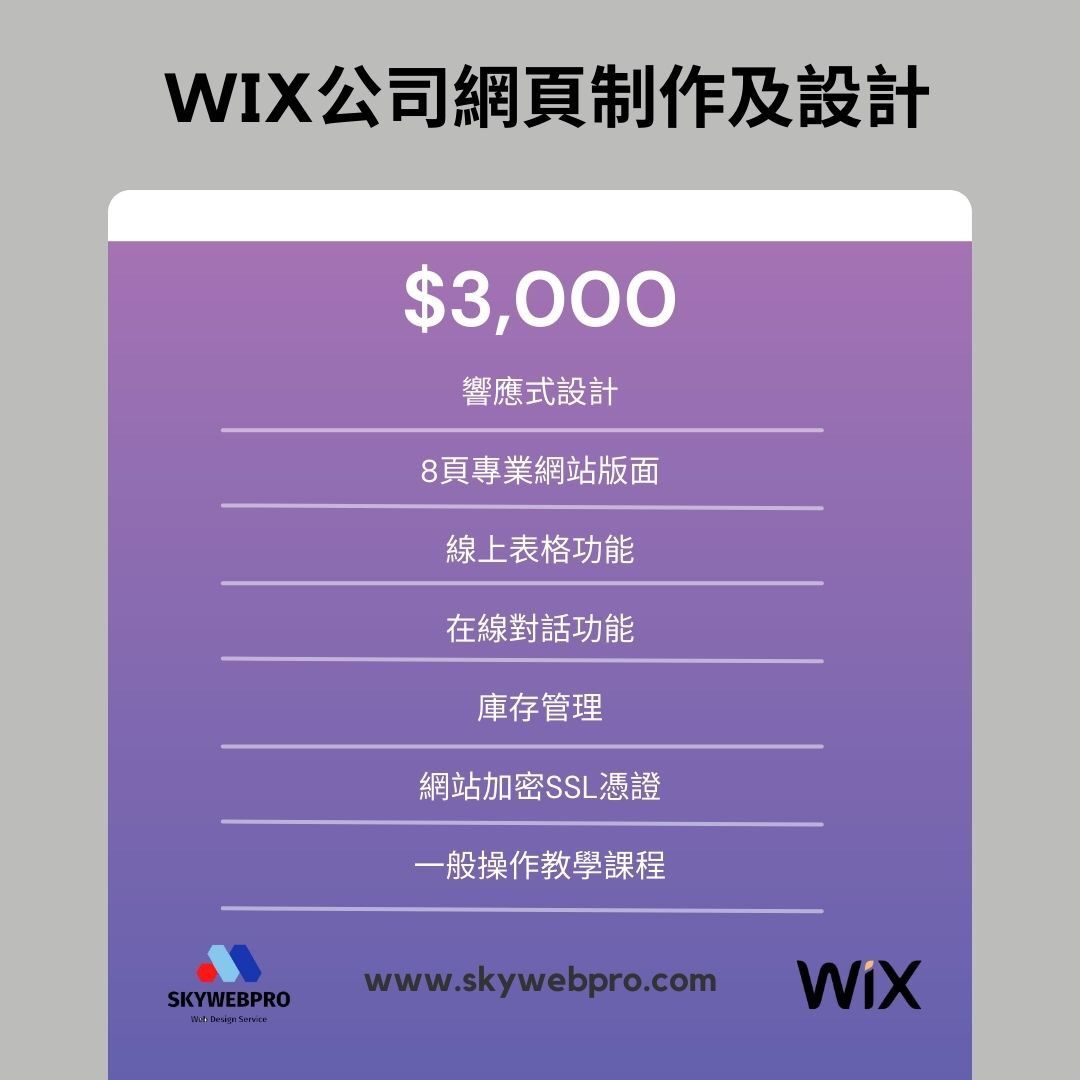 WIX公司網頁制作及設計
$3,000
響應式設計
8頁專業網站版面
線上表格功能
在線對話功能
庫存管理
網站加密SSL憑證
一般操作教學課程
SKYWEBPRO
Web Design Service
www.skywebpro.com
WiX